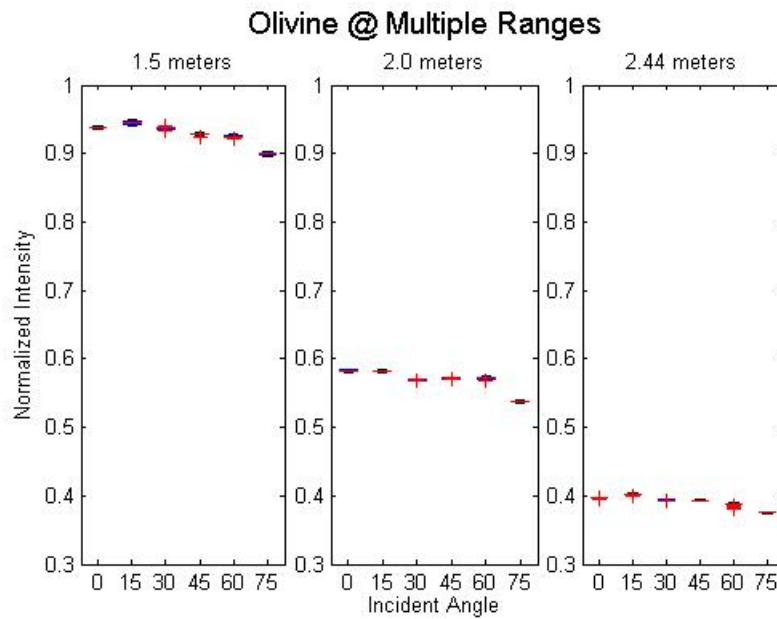 Olivine @ Multiple Ranges
1.5 meters
2.0 meters
2.44 meters
Normalized Intensity
1
0.9
0.8
0.7
0.6
0.5
0.4
0.3
0 15 30 45 60 75
1
0.9
0.8
0.7
0.6
0.5
0.4
0.3
0 15 30 45 60 75
1
0.9
0.8
0.7
0.6
0.5
0.4
0.3
0 15 30 45 60 75
Incident Angle